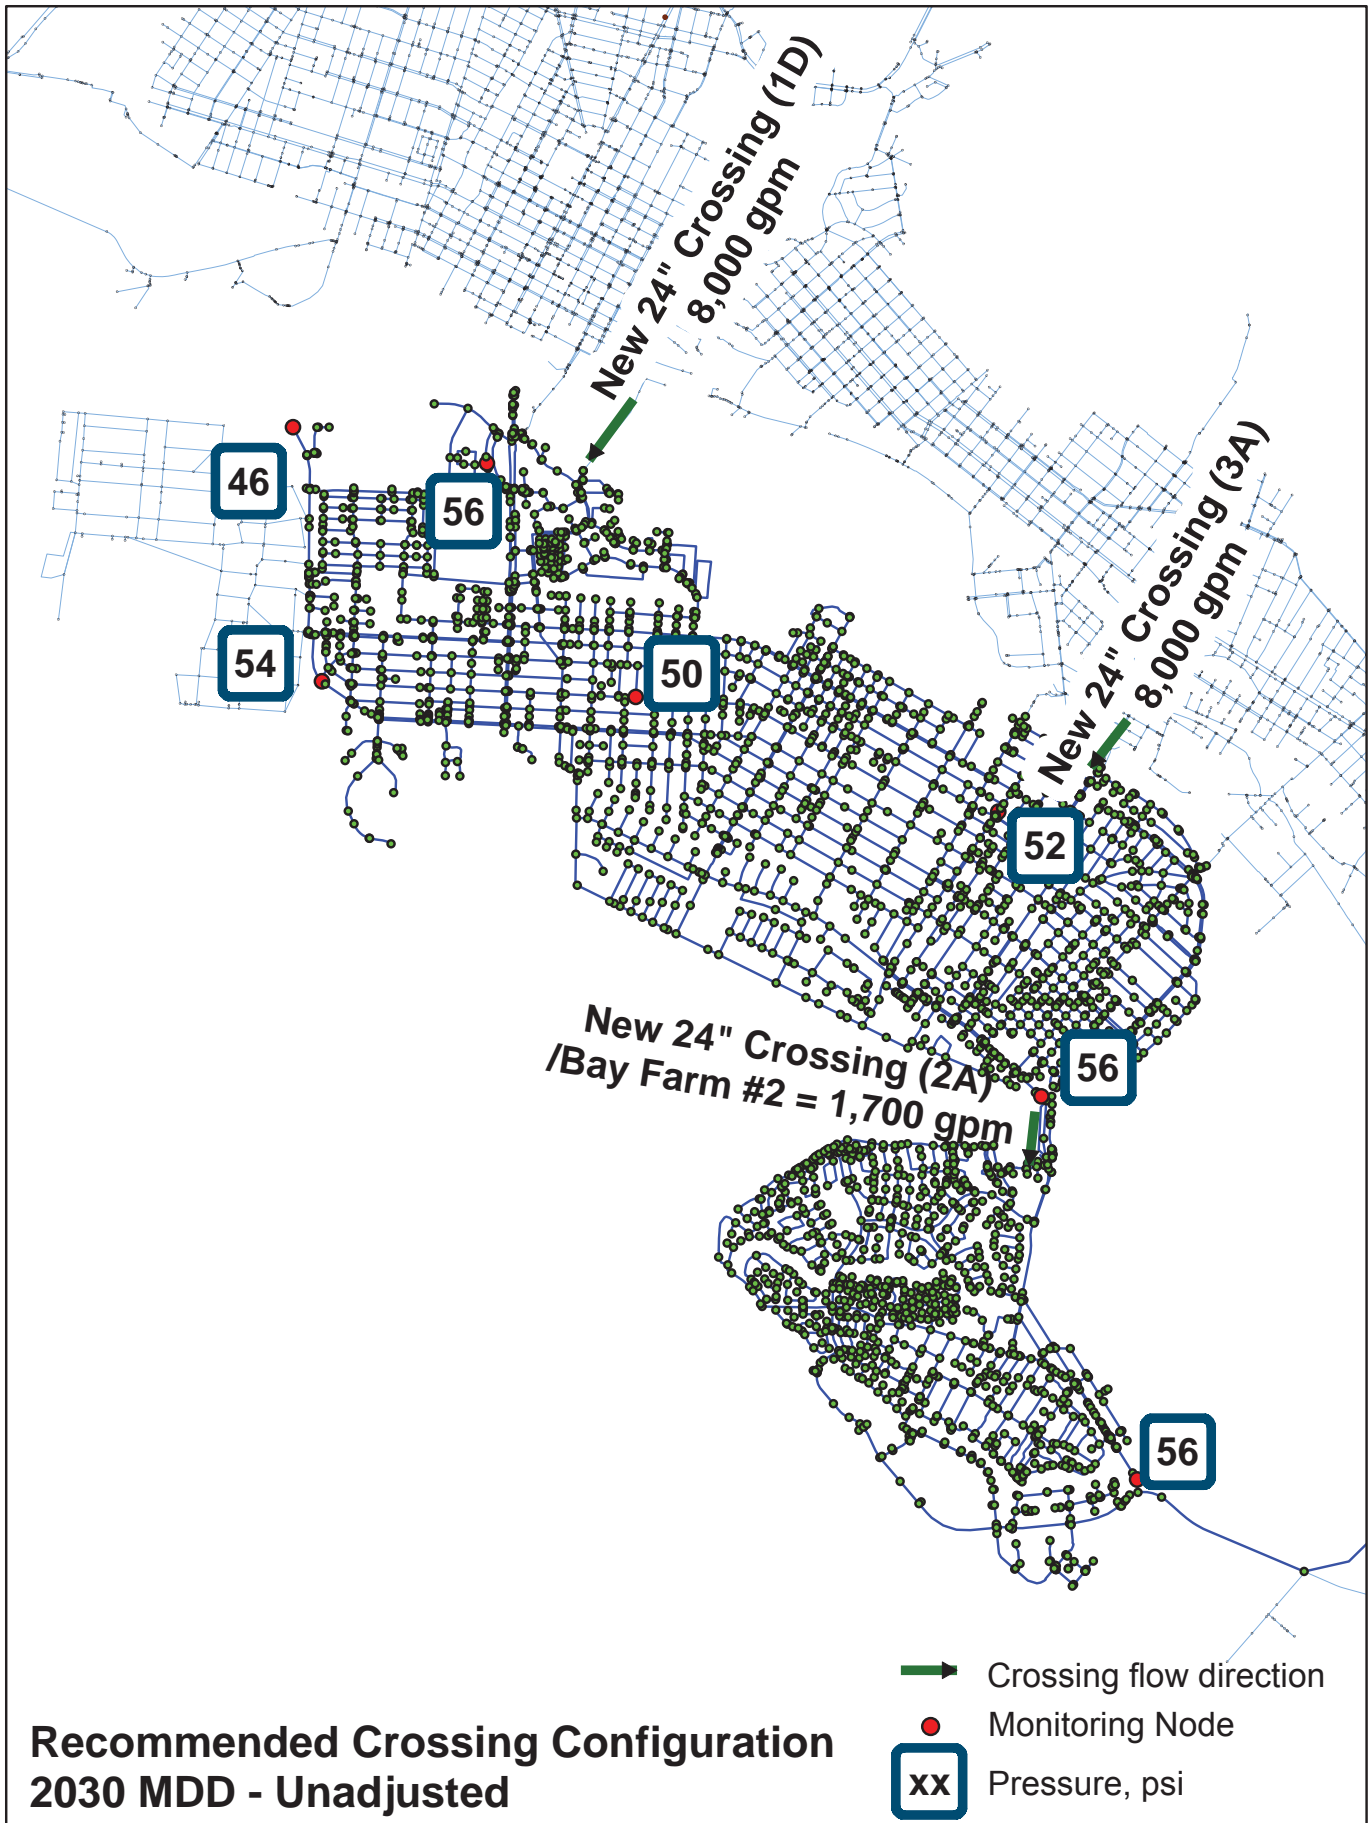 New 24" Crossing (1D)
8,000 gpm
46
56
New 24" Crossing (3A)
8,000 gpm
54
50
52
New 24" Crossing (2A)
/Bay Farm #2 = 1,700 gpm
56
56
Crossing flow direction
Monitoring Node
xx Pressure, psi
Recommended Crossing Configuration
2030 MDD - Unadjusted